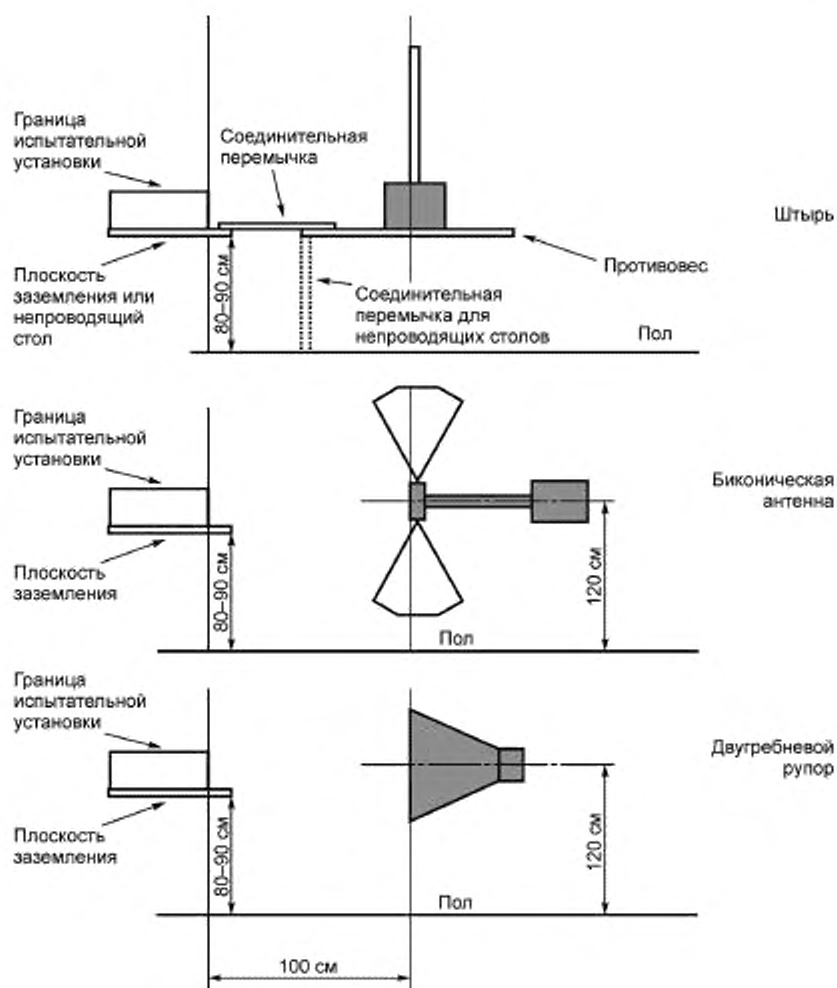 Граница
испытательной
установки
Соединительная
перемычка
Штырь
Противовес
Плоскость
заземления или
непроводящий
стол
80–90 см
Соединительная
перемычка для
непроводящих столов
Пол
Граница
испытательной
установки
Биконическая
антенна
Плоскость
заземления
80–90 см
120 см
Пол
Граница
испытательной
установки
Двугребневой
рупор
Плоскость
заземления
80–90 см
120 см
Пол
100 см